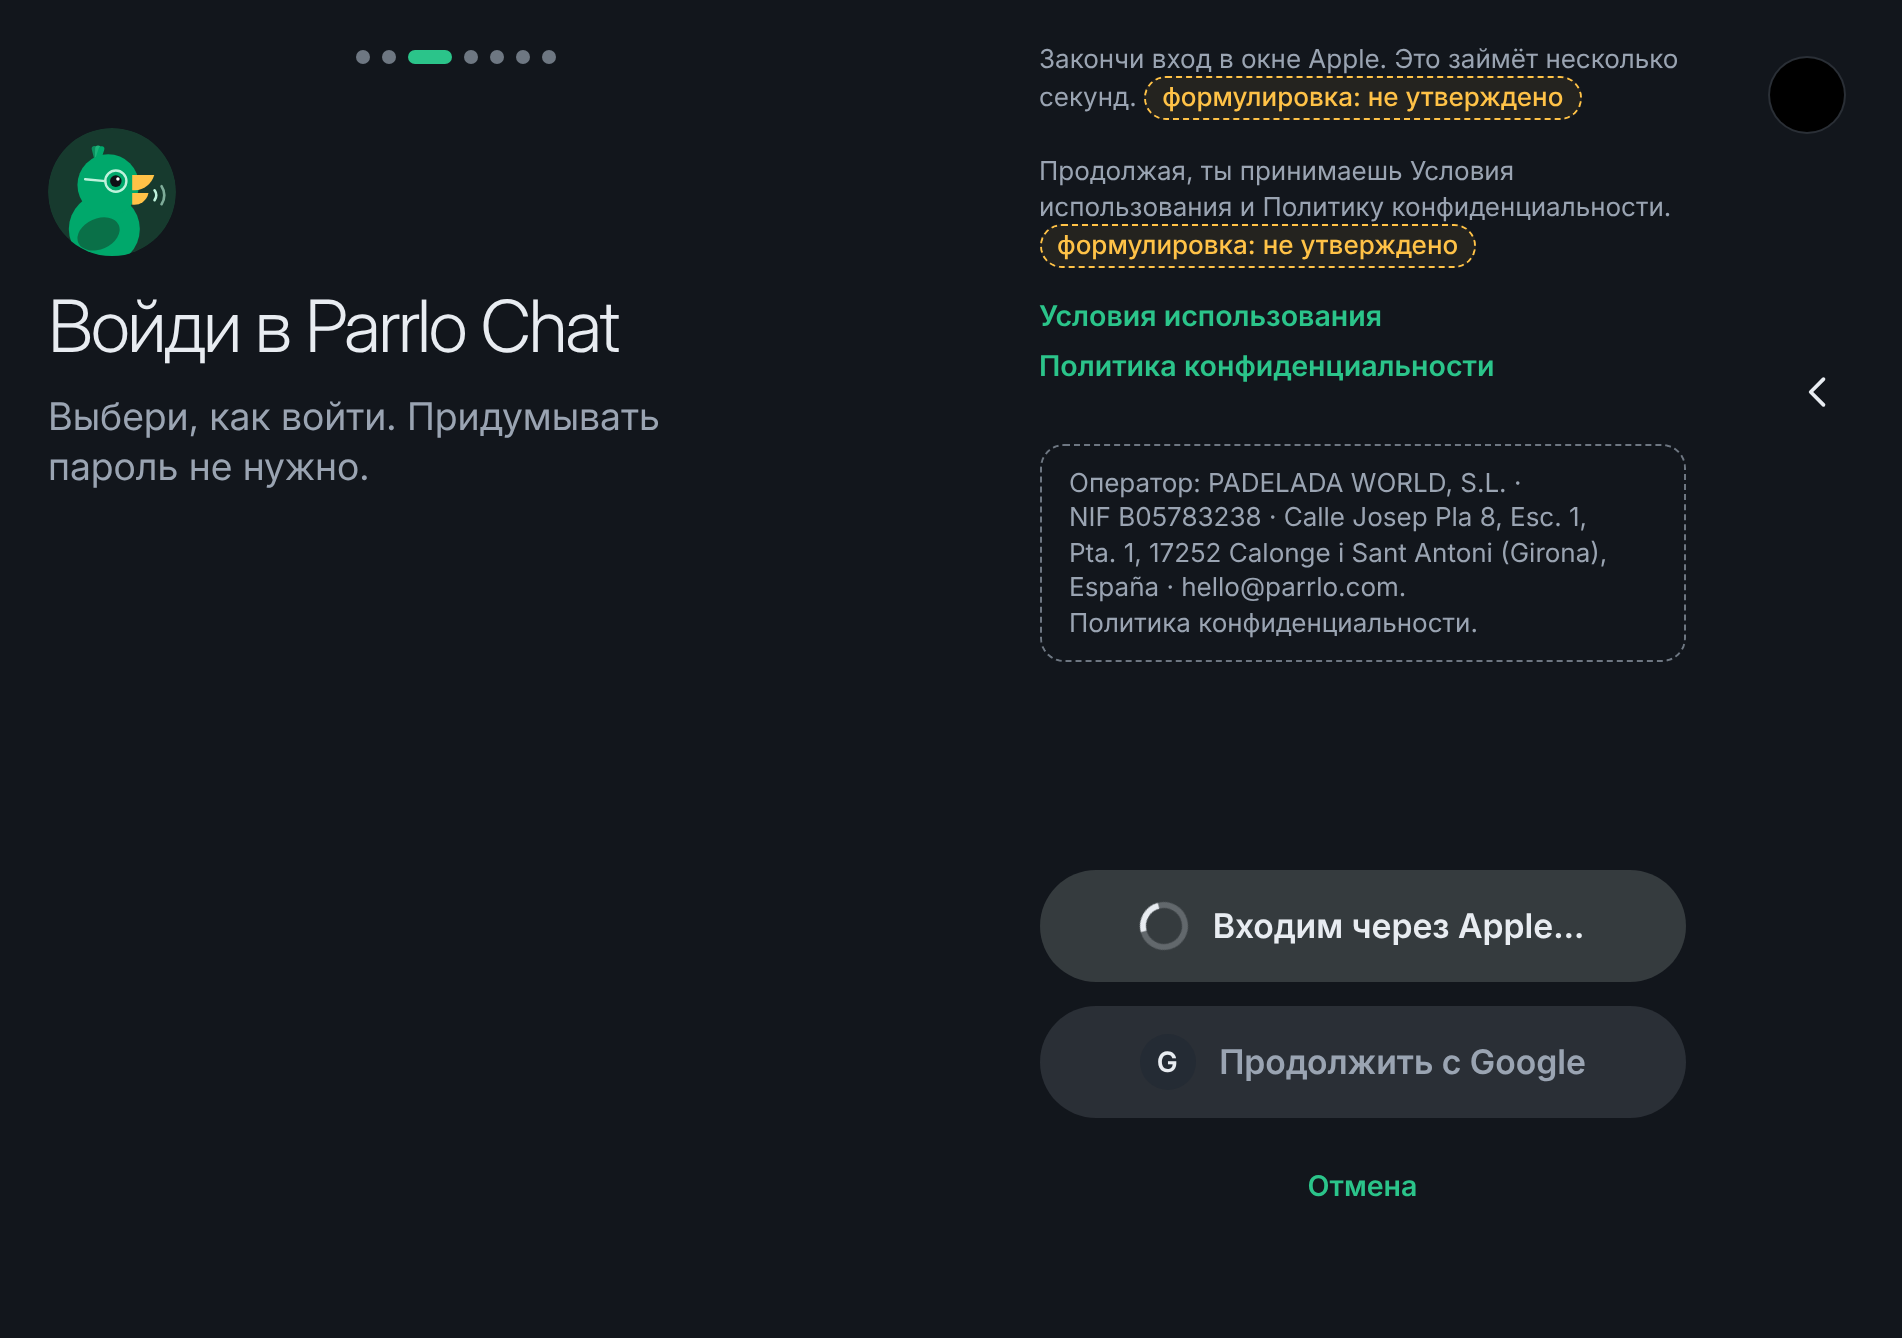 Войди в Parrlo Chat
Выбери, как войти. Придумывать
пароль не нужно.
Закончи вход в окне Apple. Это займёт несколько
секунд. формулировка: не утверждено
Продолжая, ты принимаешь Условия
использования и Политику конфиденциальности.
формулировка: не утверждено
Условия использования
Политика конфиденциальности
Оператор: PADELADA WORLD, S.L. ·
NIF B05783238 · Calle Josep Pla 8, Esc. 1,
Pta. 1, 17252 Calonge i Sant Antoni (Girona),
España · hello@parrlo.com.
Политика конфиденциальности.
Входим через Apple...
G Продолжить с Google
Отмена